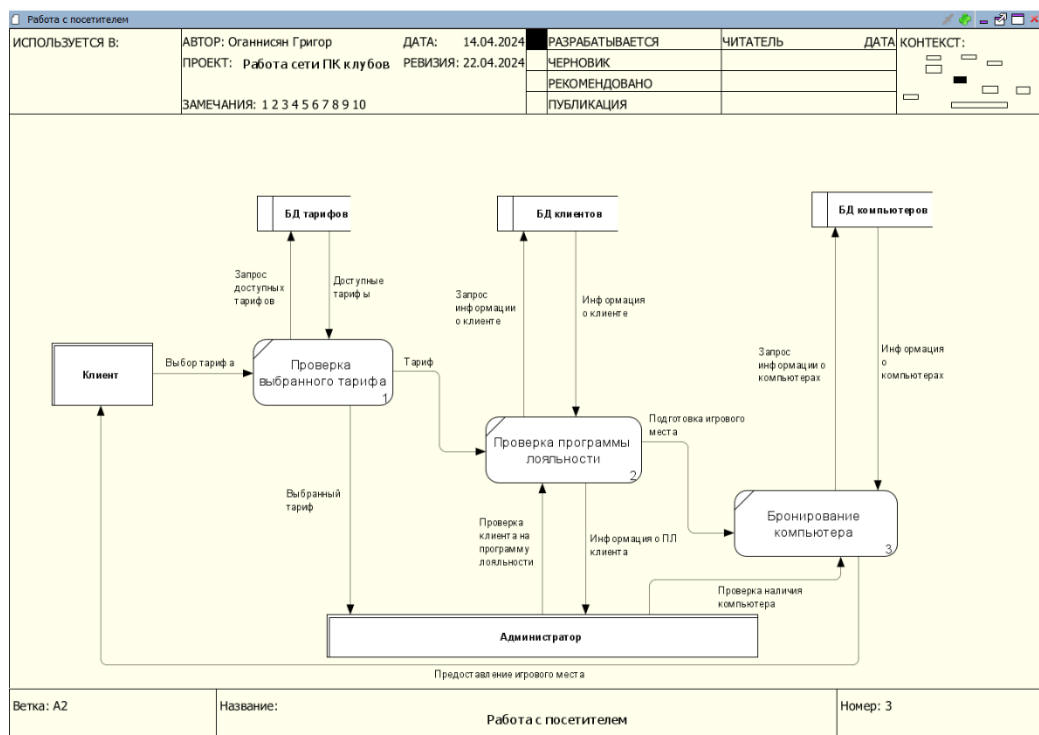 Работа с посетителем
ИСПОЛЬЗУЕТСЯ В:
АВТОР: Оганнисян Григор
ДАТА: 14.04.2024
РАЗРАБАТЫВАЕТСЯ
ЧИТАТЕЛЬ
ДАТА
КОНТЕКСТ:
ПРОЕКТ: Работа сети ПК клубов
РЕВИЗИЯ: 22.04.2024
ЧЕРНОВИК
РЕКОМЕНДОВАНО
ЗАМЕЧАНИЯ: 1 2 3 4 5 6 7 8 9 10
ПУБЛИКАЦИЯ
БД тарифов
БД клиентов
БД компьютеров
Запрос
доступных
тарифов
Доступные
тарифы
Запрос
информации
о клиенте
Информация
о клиенте
Запрос
информации о
компьютерах
Информация
о
компьютерах
Клиент
Выбор тарифа
Проверка
выбранного тарифа
1
Тариф
Проверка программы
лояльности
2
Подготовка игрового
места
Бронирование
компьютера
3
Выбранный
тариф
Проверка
клиента на
программу
лояльности
Информация о ПЛ
клиента
Проверка наличия
компьютера
Администратор
Предоставление игрового места
Ветка: A2
Название:
Работа с посетителем
Номер: 3